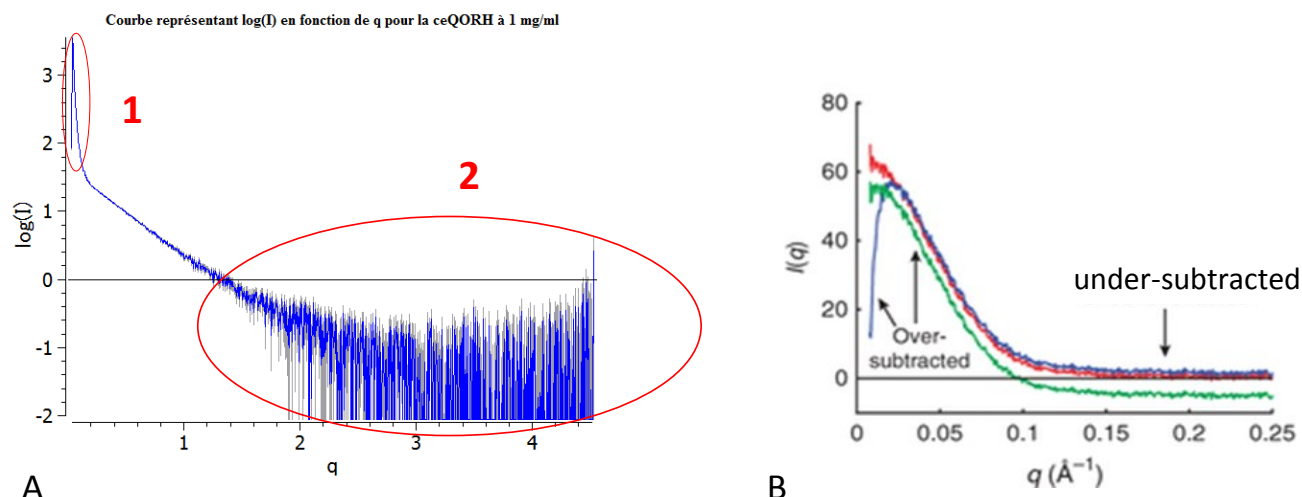 Courbe représentant log(I) en fonction de q pour la ceQORH à 1 mg/ml
log(I)
3
2
1
0
-1
-2
1
2
1
2
3
4
q
A
I(q)
80
60
40
20
0
under-subtracted
Over-
subtracted
0
0.05
0.1
0.15
0.2
0.25
q (Å⁻¹)
B